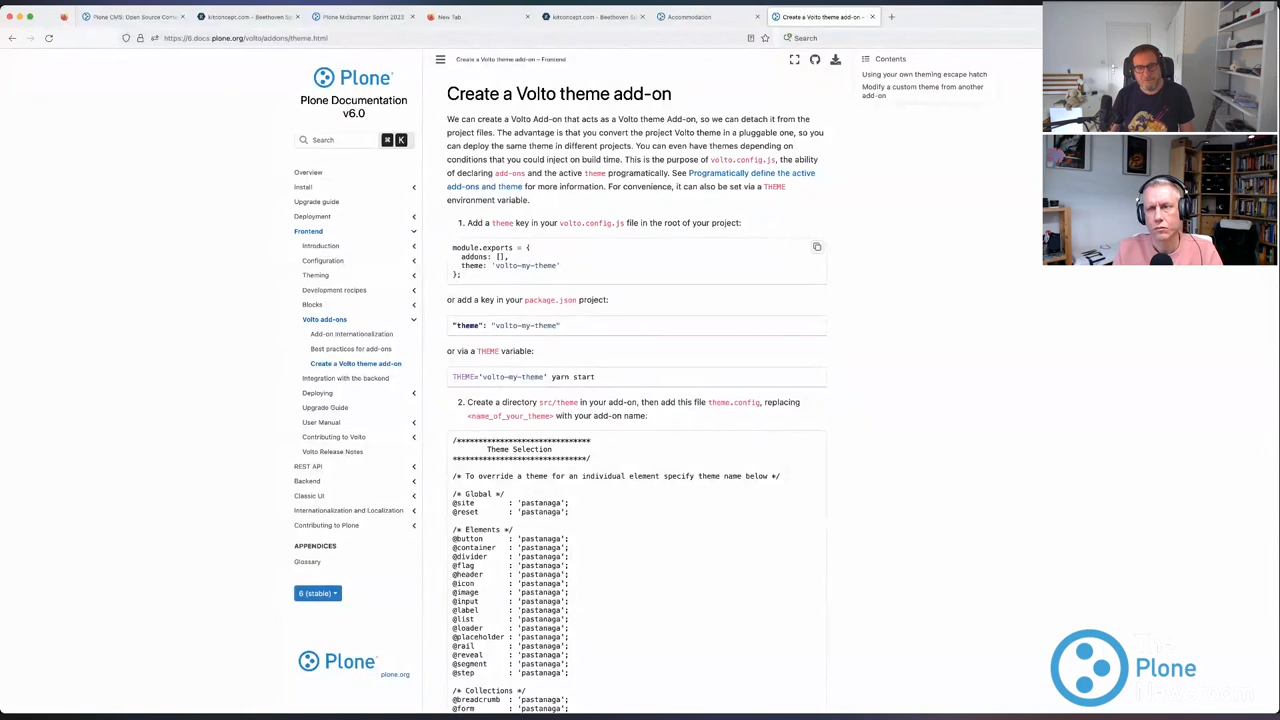 Plone CMS: Open Source Conte
kitconcept.com – Beethoven Sp
Plone Midsummer Sprint 2023
New Tab
kitconcept.com – Beethoven Sp
Accommodation
Create a Volto theme add-on –
https://6.docs.plone.org/volto/addons/theme.html
Search
Plone
Plone Documentation
v6.0
Search
⌘ K
Overview
Install
Upgrade guide
Deployment
Frontend
Introduction
Configuration
Theming
Development recipes
Blocks
Volto add-ons
Add-on Internationalization
Best practices for add-ons
Create a Volto theme add-on
Integration with the backend
Deploying
Upgrade Guide
User Manual
Contributing to Volto
Volto Release Notes
REST API
Backend
Classic UI
Internationalization and Localization
Contributing to Plone
APPENDICES
Glossary
6 (stable)
Plone
plone.org
Create a Volto theme add-on – Frontend
Create a Volto theme add-on
We can create a Volto Add-on that acts as a Volto theme Add-on, so we can detach it from the
project files. The advantage is that you convert the project Volto theme in a pluggable one, so you
can deploy the same theme in different projects. You can even have themes depending on
conditions that you could inject on build time. This is the purpose of volto.config.js, the ability
of declaring add-ons and the active theme programatically. See Programatically define the active
add-ons and theme for more information. For convenience, it can also be set via a THEME
environment variable.
1. Add a theme key in your volto.config.js file in the root of your project:
module.exports = {
addons: [],
theme: 'volto-my-theme'
};
or add a key in your package.json project:
"theme": "volto-my-theme"
or via a THEME variable:
THEME='volto-my-theme' yarn start
2. Create a directory src/theme in your add-on, then add this file theme.config, replacing
<name_of_your_theme> with your add-on name:
/*******************************
Theme Selection
*******************************/
/* To override a theme for an individual element specify theme name below */
/* Global */
@site : 'pastanaga';
@reset : 'pastanaga';
/* Elements */
@button : 'pastanaga';
@container : 'pastanaga';
@divider : 'pastanaga';
@flag : 'pastanaga';
@header : 'pastanaga';
@icon : 'pastanaga';
@image : 'pastanaga';
@input : 'pastanaga';
@label : 'pastanaga';
@list : 'pastanaga';
@loader : 'pastanaga';
@placeholder : 'pastanaga';
@rail : 'pastanaga';
@reveal : 'pastanaga';
@segment : 'pastanaga';
@step : 'pastanaga';
/* Collections */
@breadcrumb : 'pastanaga';
@form : 'pastanaga';
Contents
Using your own theming escape hatch
Modify a custom theme from another
add-on
The
Plone
Newsroom